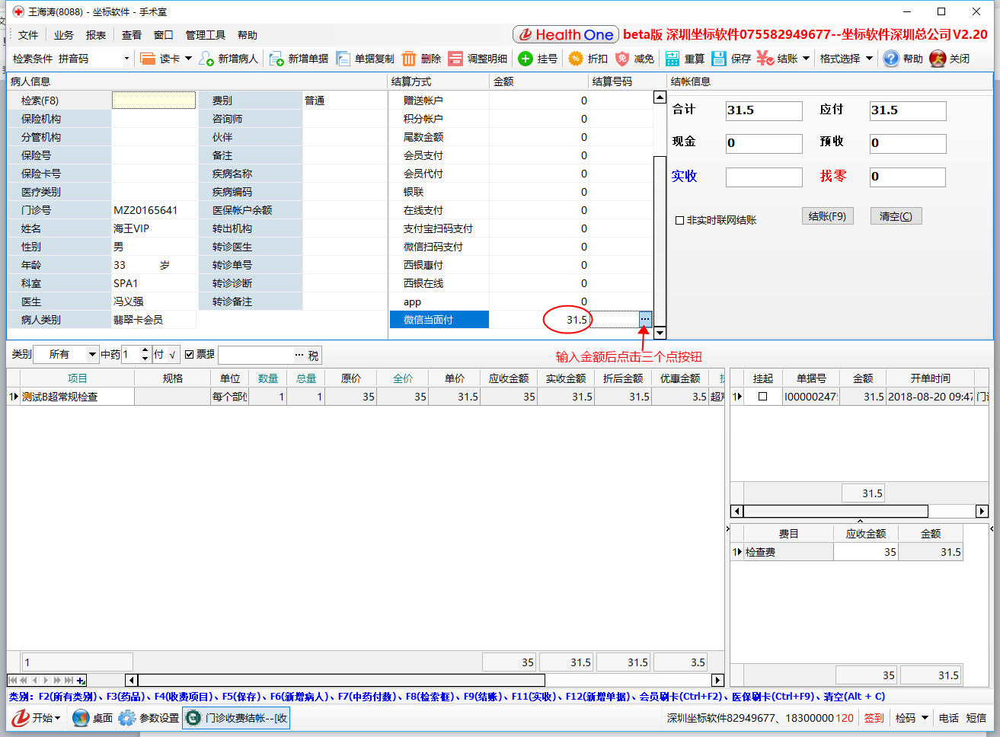 王海涛(8088) - 坐标软件 - 手术室
文件 业务 报表 查看 窗口 管理工具 帮助
Health One beta版 深圳坐标软件075582949677--坐标软件深圳总公司V2.20
检索条件 拼音码 读卡 新增病人 新增单据 单据复制 删除 调整明细 挂号 折扣 减免 重算 保存 结账 格式选择 帮助 关闭
病人信息 结算方式 金额 结算号码 结帐信息
检索(F8) 费别 普通 赠送帐户 0
保险机构 咨询师 积分帐户 0
分管机构 伙伴 尾数金额 0
保险号 备注 会员支付 0
保险卡号 疾病名称 会员代付 0
医疗类别 疾病编码 银联 0
门诊号 MZ20165641 医保帐户余额 在线支付 0
姓名 海王VIP 转出机构 支付宝扫码支付 0
性别 男 转诊医生 微信扫码支付 0
年龄 33 岁 转诊单号 西银惠付 0
科室 SPA1 转诊诊断 西银在线 0
医生 冯义强 转诊备注 app 0
病人类别 翡翠卡会员 微信当面付 31.5 ...
合计 31.5 应付 31.5
现金 0 预收 0
实收 找零 0
非实时联网结账 结账(F9) 清空(C)
输入金额后点击三个点按钮
类别 所有 中药 1 付 √ 票据 ... 税
项目 规格 单位 数量 总量 原价 全价 单价 应收金额 实收金额 折后金额 优惠金额
1 测试B超常规检查 每个部位 1 1 35 35 31.5 35 31.5 31.5 3.5 超声
挂起 单据号 金额 开单时间
1 I00000247 31.5 2018-08-20 09:47 门诊
31.5
费目 应收金额 金额
1 检查费 35 31.5
1 35 31.5 31.5 3.5
35 31.5
类别: F2(所有类别)、F3(药品)、F4(收费项目)、F5(保存)、F6(新增病人)、F7(中药付数)、F8(检索框)、F9(结账)、F11(实收)、F12(新增单据)、会员刷卡(Ctrl+F2)、医保刷卡(Ctrl+F9)、清空(Alt + C)
开始 桌面 参数设置 门诊收费结帐--[收 深圳坐标软件82949677、18300000120 签到 检码 电话 短信